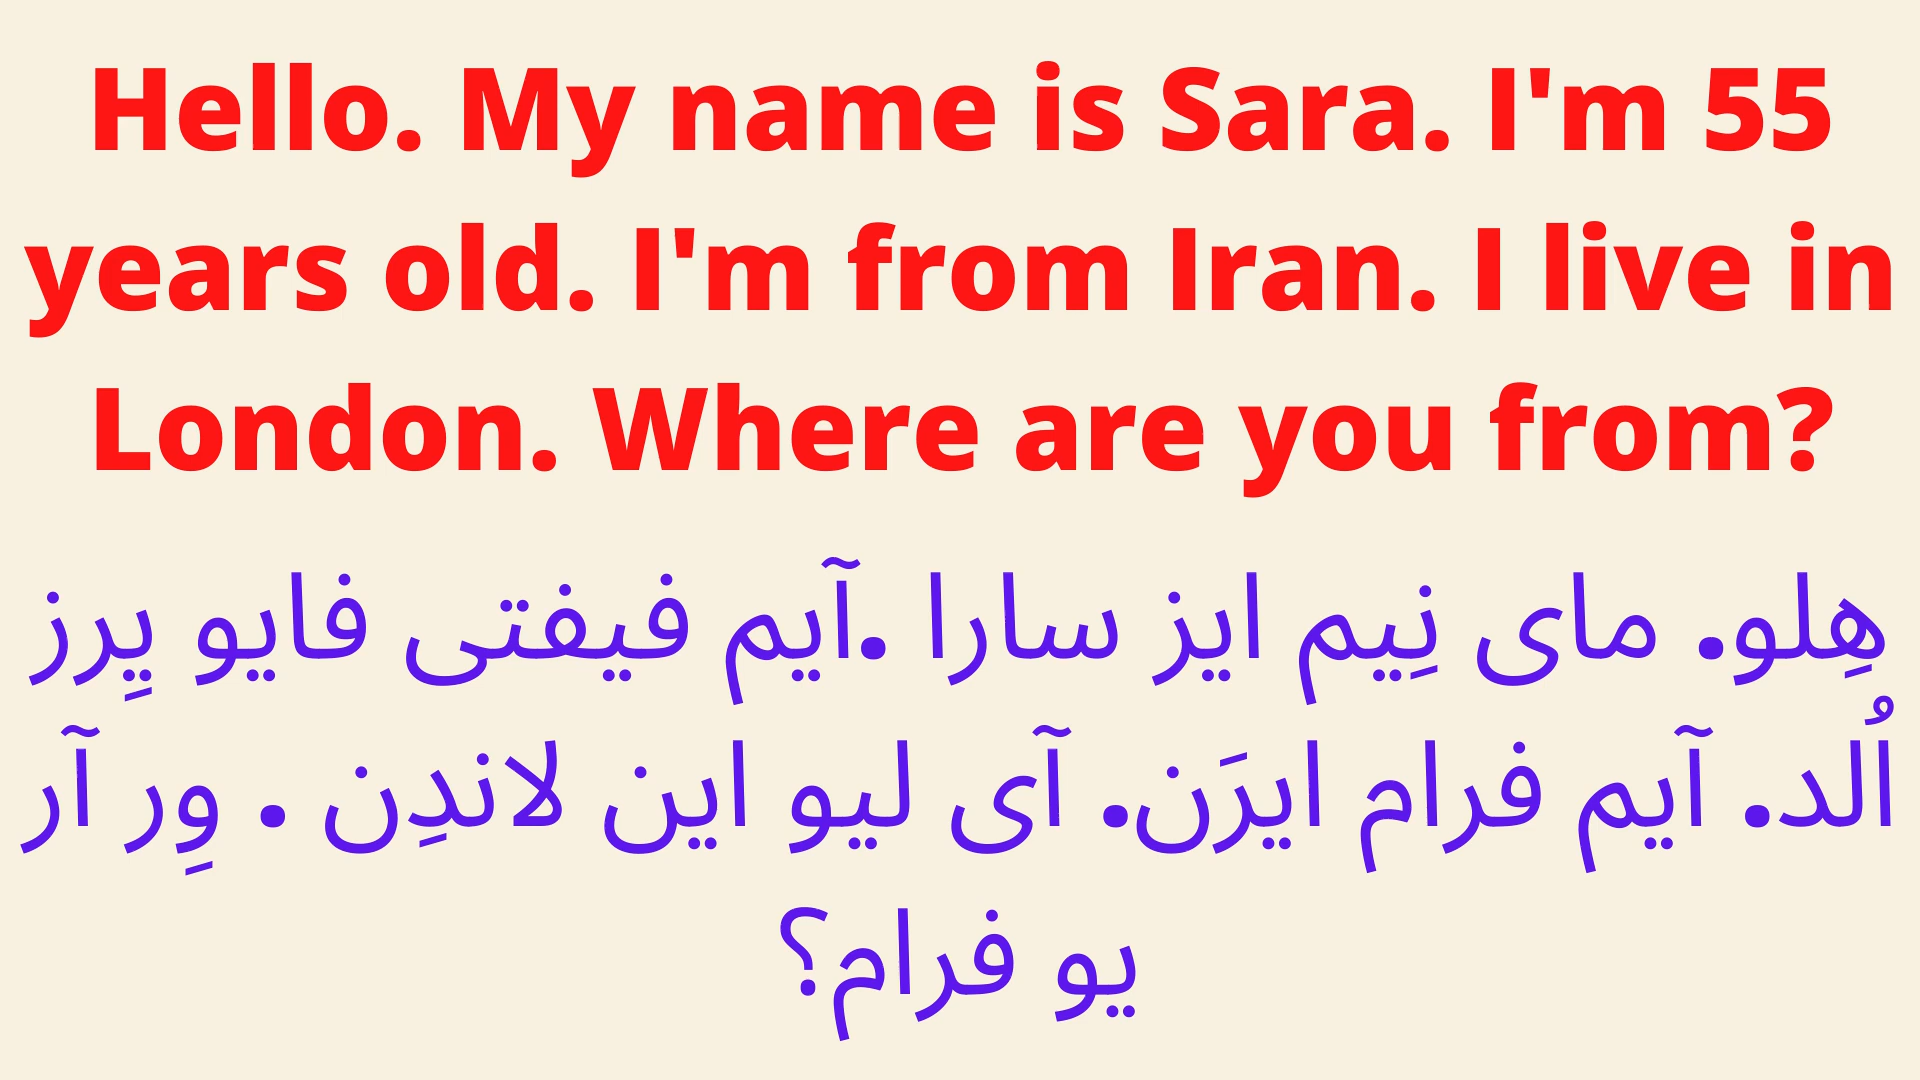 Hello. My name is Sara. I'm 55
years old. I'm from Iran. I live in
London. Where are you from?
هِلو. مای نِیم ایز سارا .آیم فیفتی فایو یِرز
اُلد. آیم فرام ایرَن. آی لیو این لاندِن . وِر آر
یو فرام؟